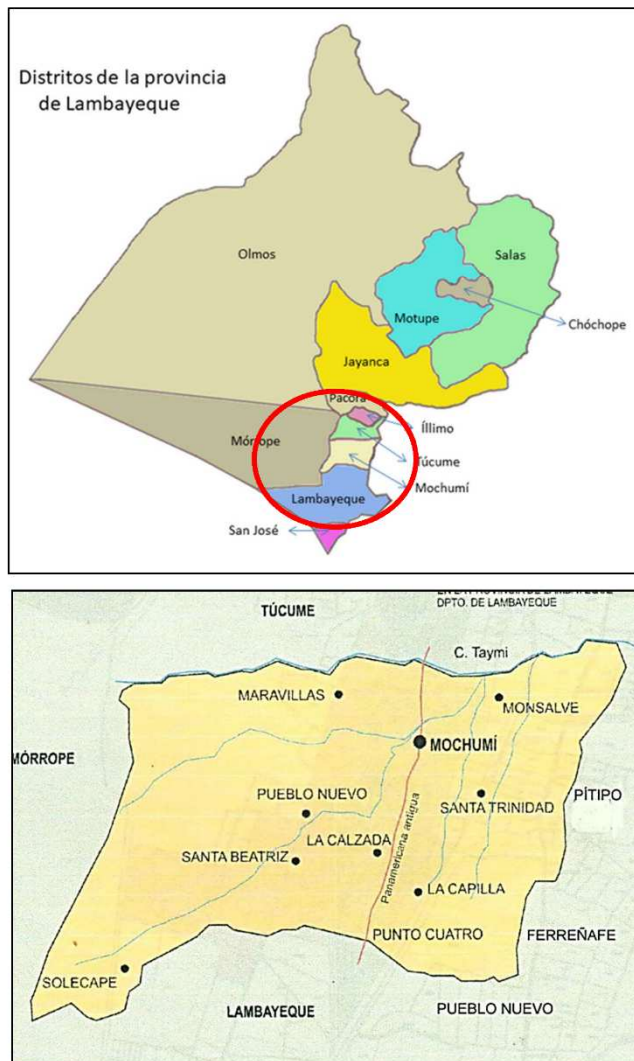 Distritos de la provincia
de Lambayeque
Olmos
Salas
Motupe
Chóchope
Jayanca
Pacora
Íllimo
Mórrope
Túcume
Mochumí
Lambayeque
San José
DPTO. DE LAMBAYEQUE
TÚCUME
C. Taymi
MARAVILLAS
MONSALVE
MÓRROPE
MOCHUMÍ
PUEBLO NUEVO
SANTA TRINIDAD
PÍTIPO
Panamericana antigua
LA CALZADA
SANTA BEATRIZ
LA CAPILLA
PUNTO CUATRO
FERREÑAFE
SOLECAPE
LAMBAYEQUE
PUEBLO NUEVO